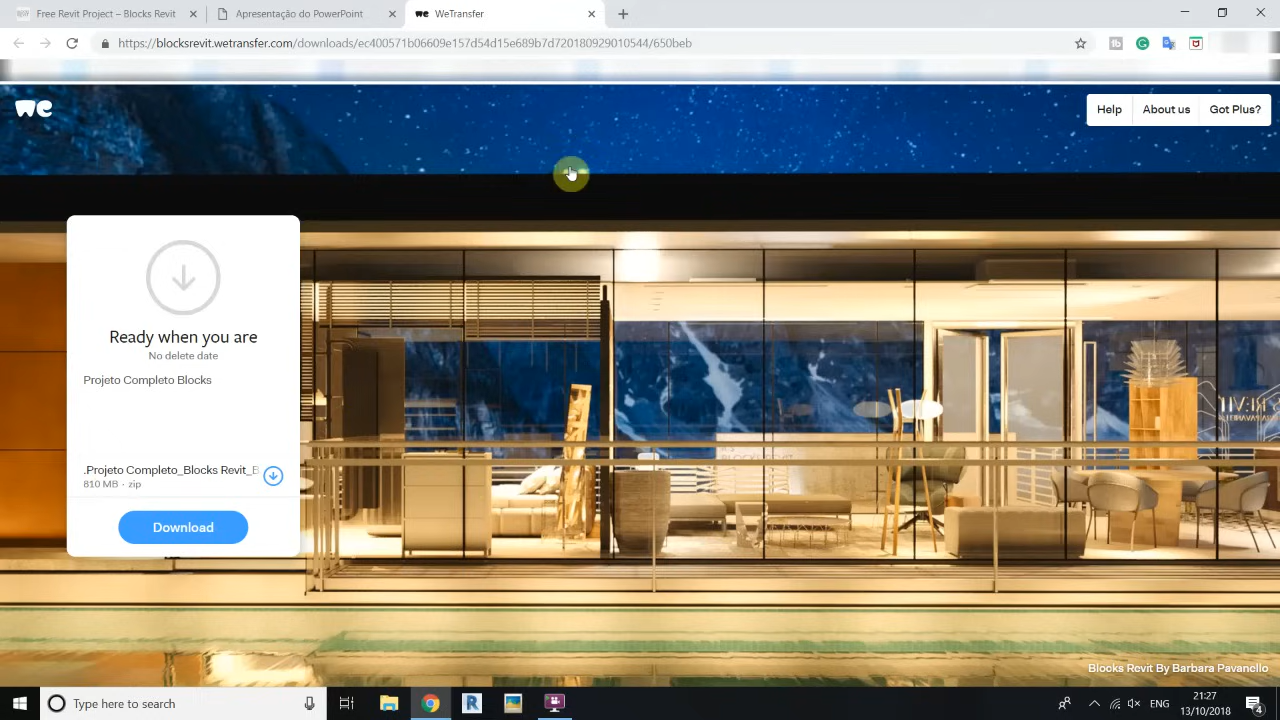 Free Revit Project – Blocks Revit
Apresentação do PowerPoint
WeTransfer
https://blocksrevit.wetransfer.com/downloads/ec400571b06609e157d54d15e689b7d720180929010544/650beb
we
Help
About us
Got Plus?
Ready when you are
No delete date
Projeto Completo Blocks
.Projeto Completo_Blocks Revit_B
810 MB · zip
Download
Blocks Revit By Barbara Pavanello
Type here to search
ENG
21:27
13/10/2018
4